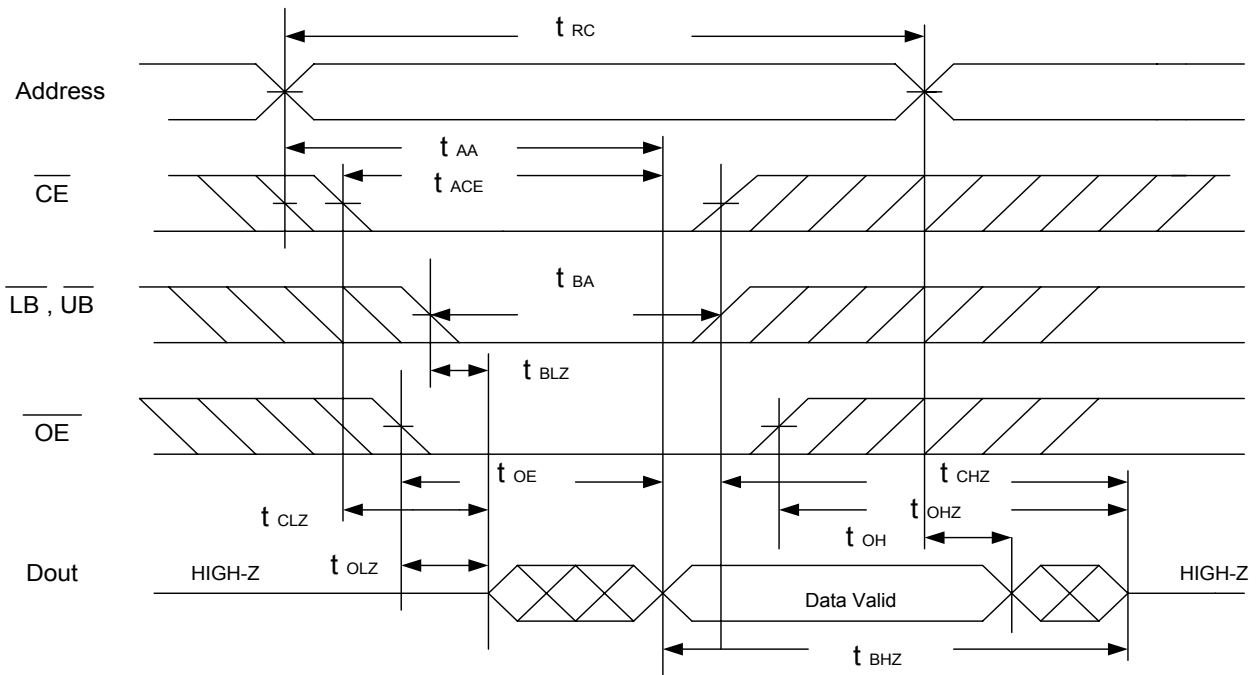 t RC
Address
t AA
CE
t ACE
LB , UB
t BA
t BLZ
OE
t OE
t CHZ
t CLZ
t OHZ
t OH
t OLZ
Dout
HIGH-Z
HIGH-Z
Data Valid
t BHZ